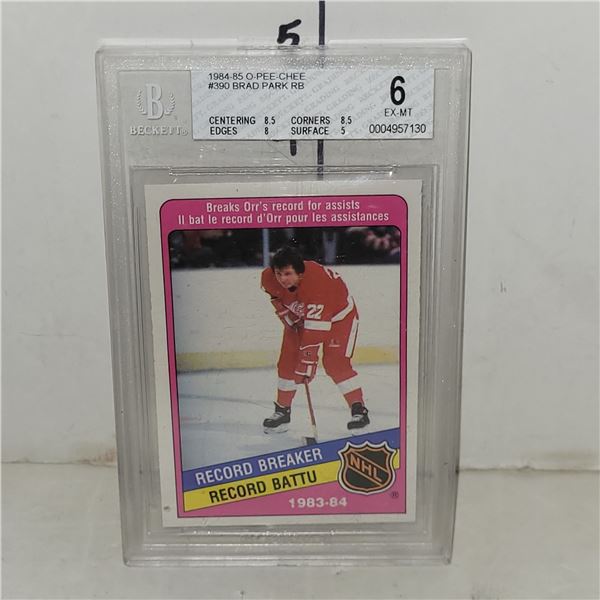 5
1984-85 O-PEE-CHEE
#390 BRAD PARK RB
6
EX-MT
B
BECKETT®
CENTERING 8.5 CORNERS 8.5
EDGES 8 SURFACE 5
0004957130
Breaks Orr's record for assists
Il bat le record d'Orr pour les assistances
22
RECORD BREAKER
RECORD BATTU
NHL
®
1983-84